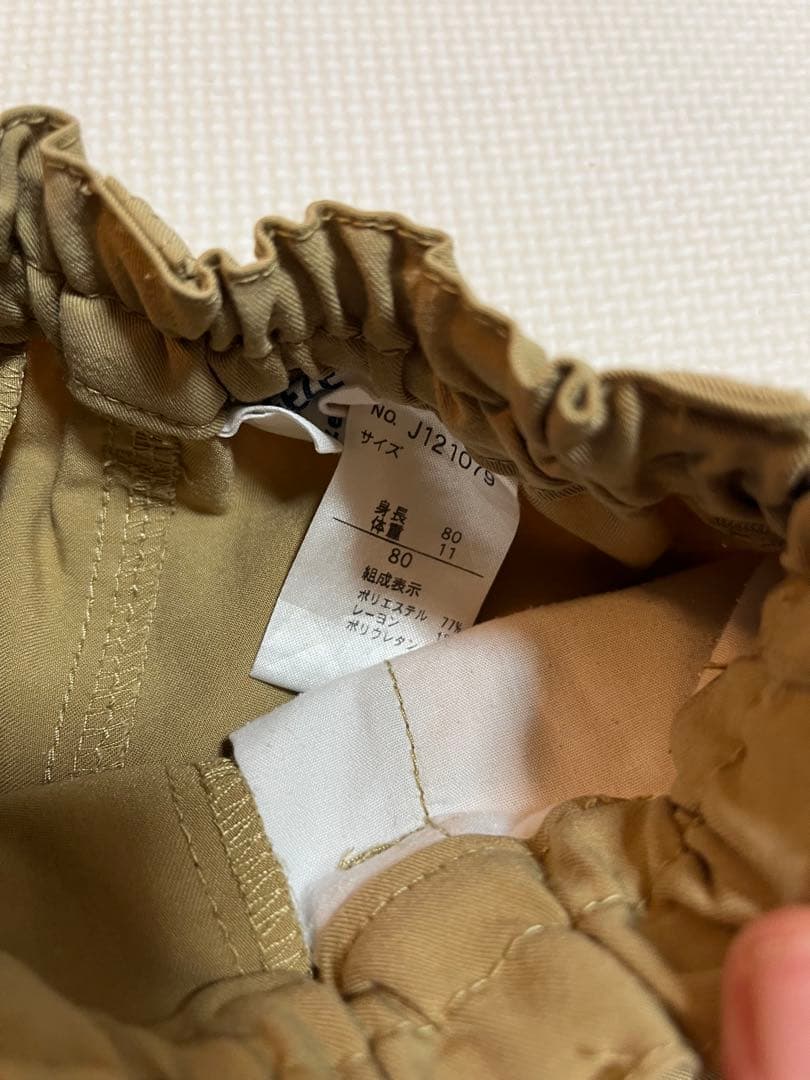 NO. J121079
サイズ
身長 80
体重 11
80
組成表示
ポリエステル 77%
レーヨン
ポリウレタン